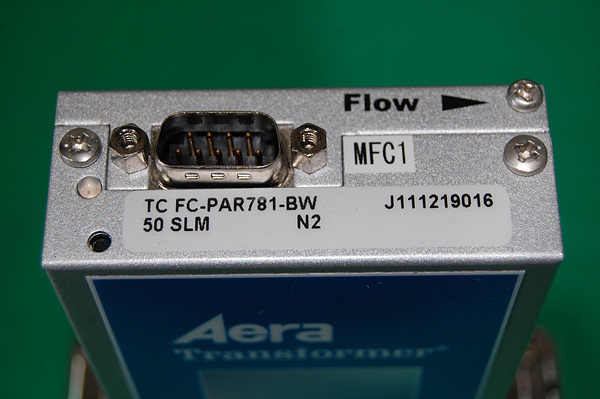 Flow
MFC1
TC FC-PAR781-BW J111219016
50 SLM N2
Aera
Transformer®